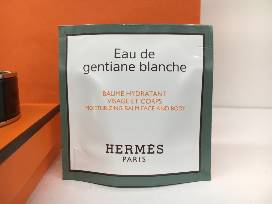 Eau de
gentiane blanche
BAUME HYDRATANT
VISAGE ET CORPS
MOISTURIZING BALM FACE AND BODY
HERMÈS
PARIS